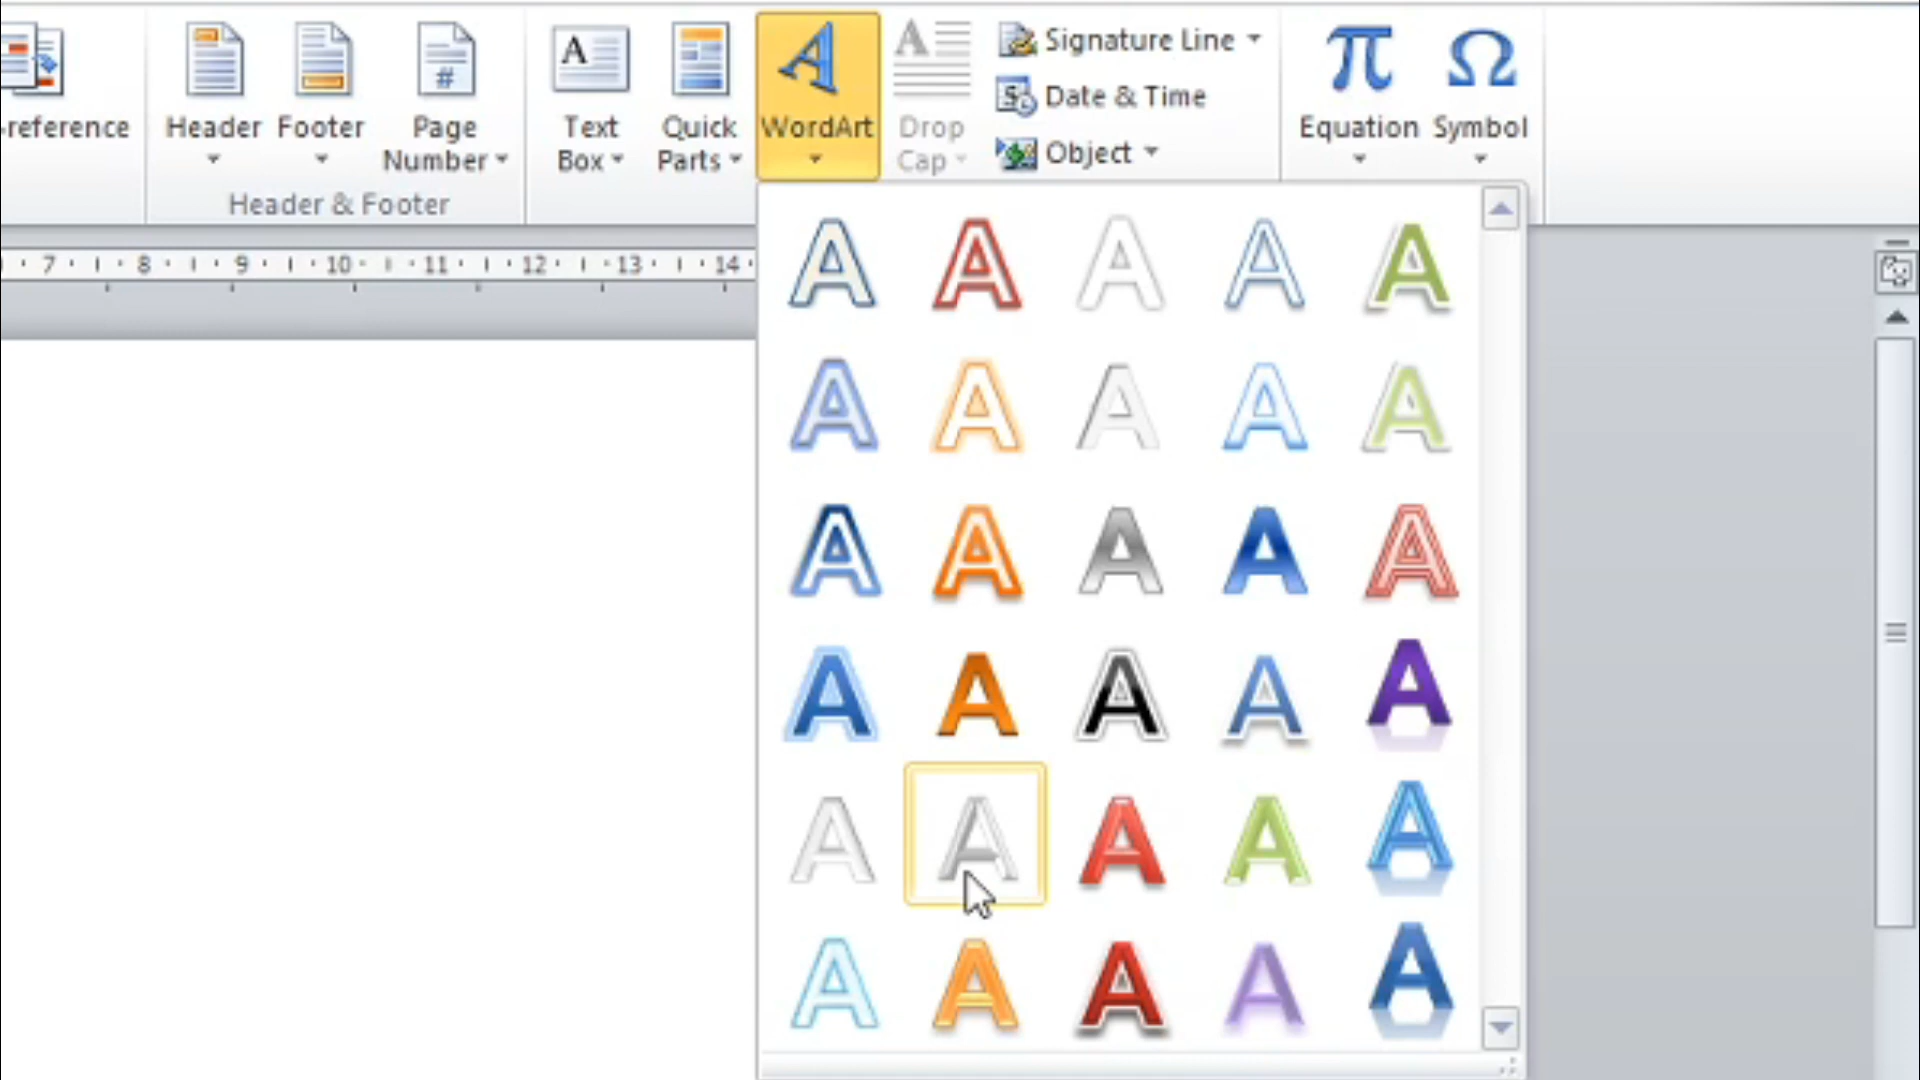 -reference
Header
Footer
Page
Number
Header & Footer
Text
Box
Quick
Parts
WordArt
Drop
Cap
Signature Line
Date & Time
Object
Equation
Symbol
7 8 9 10 11 12 13 14
A A A A A
A A A A A
A A A A A
A A A A A
A A A A A
A A A A A